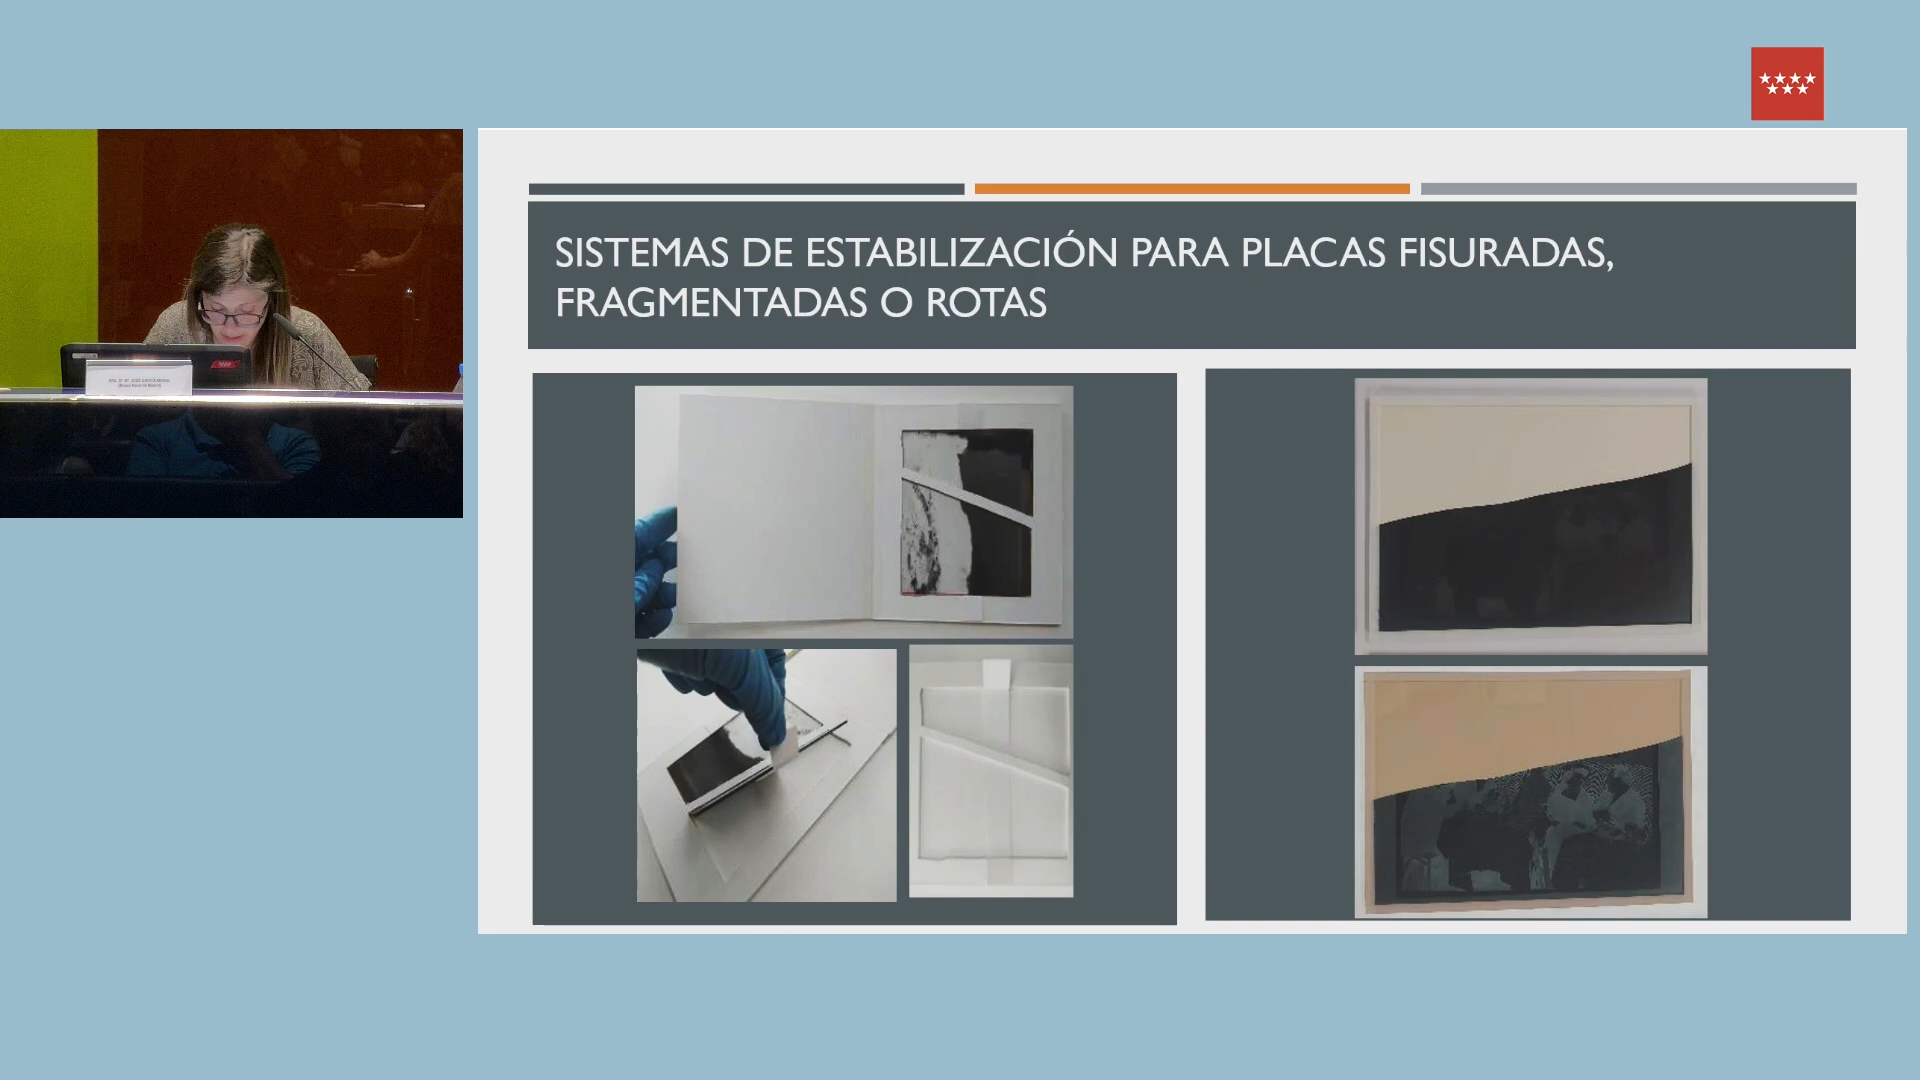 SISTEMAS DE ESTABILIZACIÓN PARA PLACAS FISURADAS,
FRAGMENTADAS O ROTAS